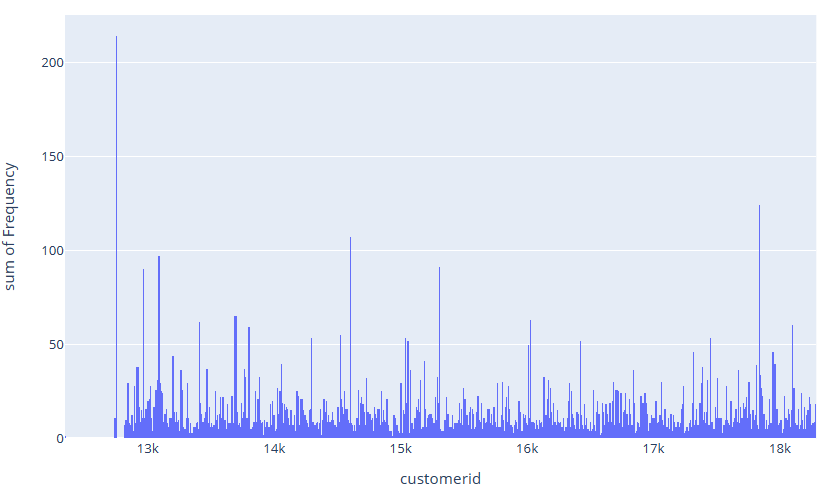 200
150
100
50
0
13k
14k
15k
16k
17k
18k
customerid
sum of Frequency